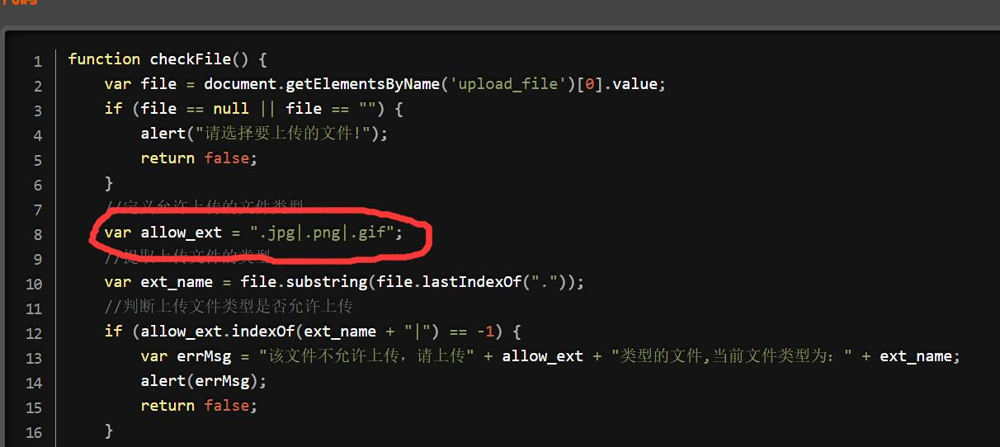 1 function checkFile() {
2 var file = document.getElementsByName('upload_file')[0].value;
3 if (file == null || file == "") {
4 alert("请选择要上传的文件!");
5 return false;
6 }
7 //定义允许上传的文件类型
8 var allow_ext = ".jpg|.png|.gif";
9 //提取上传文件的类型
10 var ext_name = file.substring(file.lastIndexOf("."));
11 //判断上传文件类型是否允许上传
12 if (allow_ext.indexOf(ext_name + "|") == -1) {
13 var errMsg = "该文件不允许上传，请上传" + allow_ext + "类型的文件,当前文件类型为：" + ext_name;
14 alert(errMsg);
15 return false;
16 }